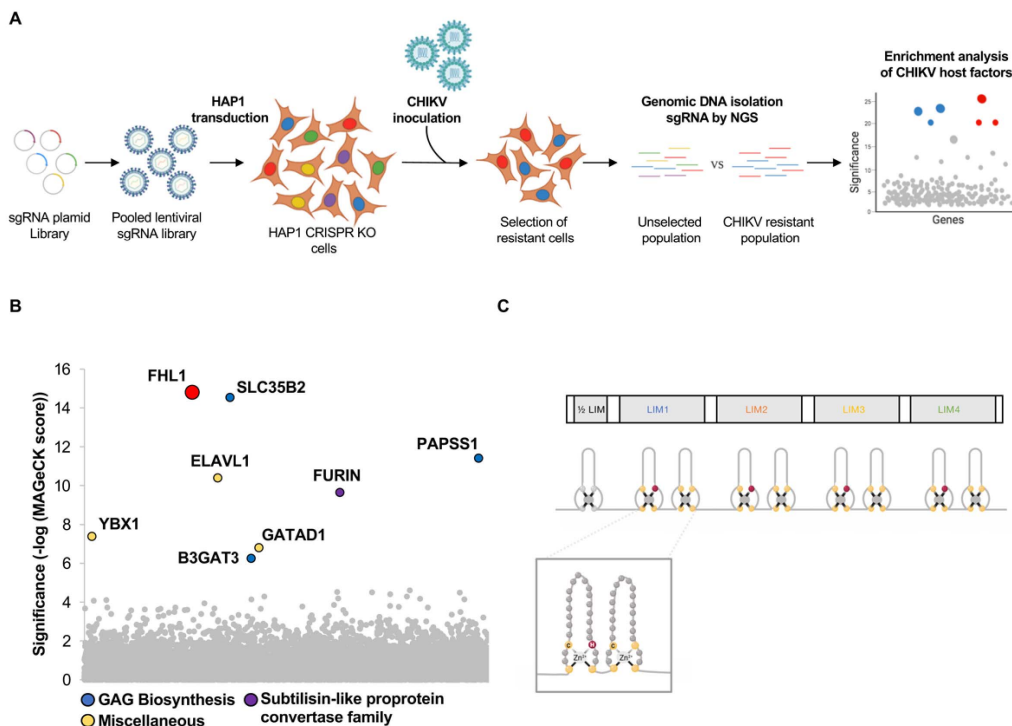 A
HAP1
transduction
CHIKV
inoculation
Genomic DNA isolation
sgRNA by NGS
Enrichment analysis
of CHIKV host factors
sgRNA plamid
Library
Pooled lentiviral
sgRNA library
HAP1 CRISPR KO
cells
Selection of
resistant cells
VS
Unselected
population
CHIKV resistant
population
Significance
25
20
15
10
5
0
Genes
B
Significance (-log (MAGeCK score))
16
14
12
10
8
6
4
2
0
FHL1
SLC35B2
PAPSS1
ELAVL1
FURIN
YBX1
GATAD1
B3GAT3
GAG Biosynthesis
Miscellaneous
Subtilisin-like proprotein
convertase family
C
½ LIM
LIM1
LIM2
LIM3
LIM4
C
H
C
Zn²⁺
Zn²⁺